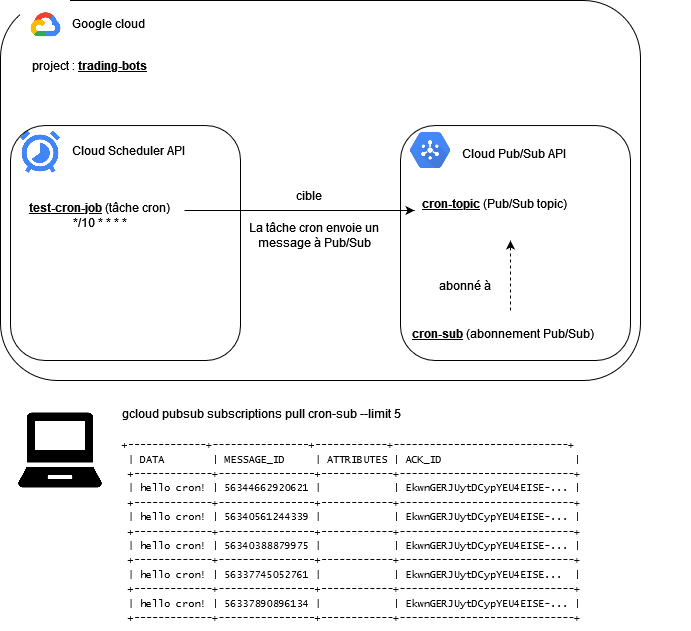 Google cloud
project : trading-bots
Cloud Scheduler API
Cloud Pub/Sub API
test-cron-job (tâche cron)
*/10 * * * *
cible
La tâche cron envoie un
message à Pub/Sub
cron-topic (Pub/Sub topic)
abonné à
cron-sub (abonnement Pub/Sub)
gcloud pubsub subscriptions pull cron-sub --limit 5
+-------------+------------------+------------+-----------------------------+
| DATA | MESSAGE_ID | ATTRIBUTES | ACK_ID |
+-------------+------------------+------------+-----------------------------+
| hello cron! | 56344662920621 | | EkwnGERJUytDCypYEU4EISE-... |
+-------------+------------------+------------+-----------------------------+
| hello cron! | 56340561244339 | | EkwnGERJUytDCypYEU4EISE-... |
+-------------+------------------+------------+-----------------------------+
| hello cron! | 56340388879975 | | EkwnGERJUytDCypYEU4EISE-... |
+-------------+------------------+------------+-----------------------------+
| hello cron! | 56337745052761 | | EkwnGERJUytDCypYEU4EISE... |
+-------------+------------------+------------+-----------------------------+
| hello cron! | 56337890896134 | | EkwnGERJUytDCypYEU4EISE-... |
+-------------+------------------+------------+-----------------------------+